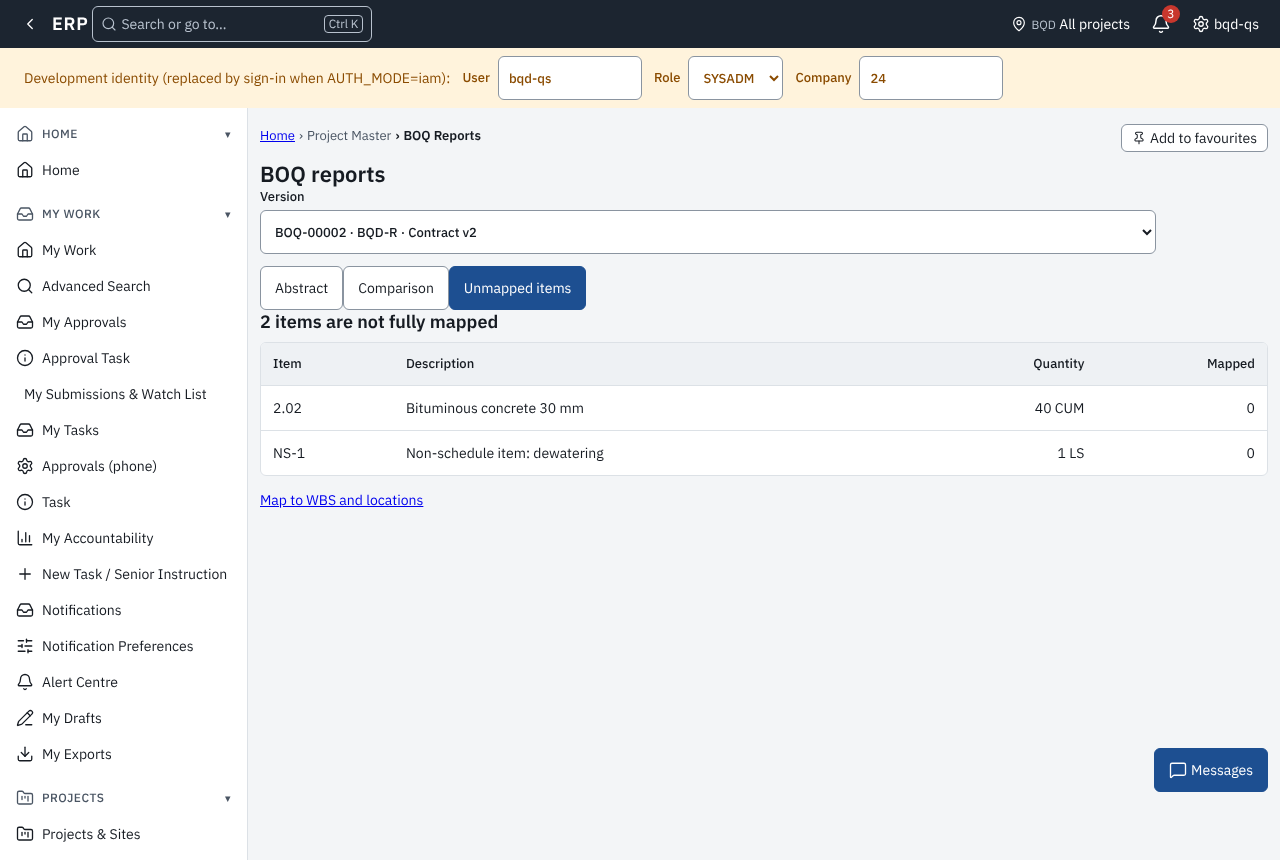 ERP
Search or go to...
Ctrl K
BQD All projects
3
bqd-qs
Development identity (replaced by sign-in when AUTH_MODE=iam):
User
bqd-qs
Role
SYSADM
Company
24
HOME
Home
MY WORK
My Work
Advanced Search
My Approvals
Approval Task
My Submissions & Watch List
My Tasks
Approvals (phone)
Task
My Accountability
New Task / Senior Instruction
Notifications
Notification Preferences
Alert Centre
My Drafts
My Exports
PROJECTS
Projects & Sites
Home › Project Master › BOQ Reports
Add to favourites
BOQ reports
Version
BOQ-00002 · BQD-R · Contract v2
Abstract
Comparison
Unmapped items
2 items are not fully mapped
Item Description Quantity Mapped
2.02 Bituminous concrete 30 mm 40 CUM 0
NS-1 Non-schedule item: dewatering 1 LS 0
Map to WBS and locations
Messages